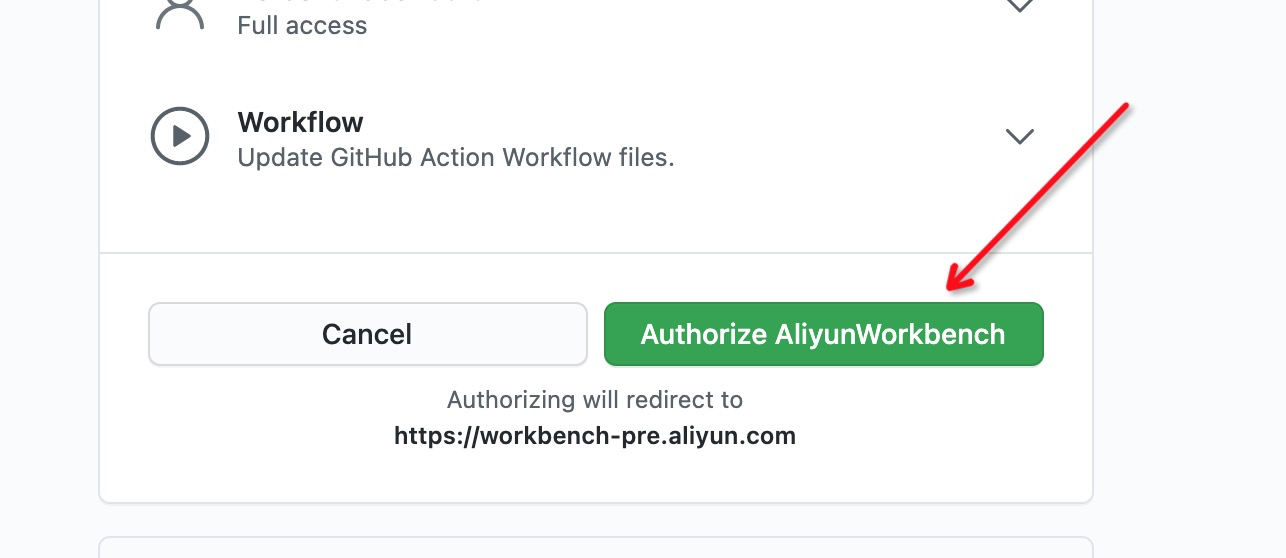 Full access
Workflow
Update GitHub Action Workflow files.
Cancel
Authorize AliyunWorkbench
Authorizing will redirect to
https://workbench-pre.aliyun.com